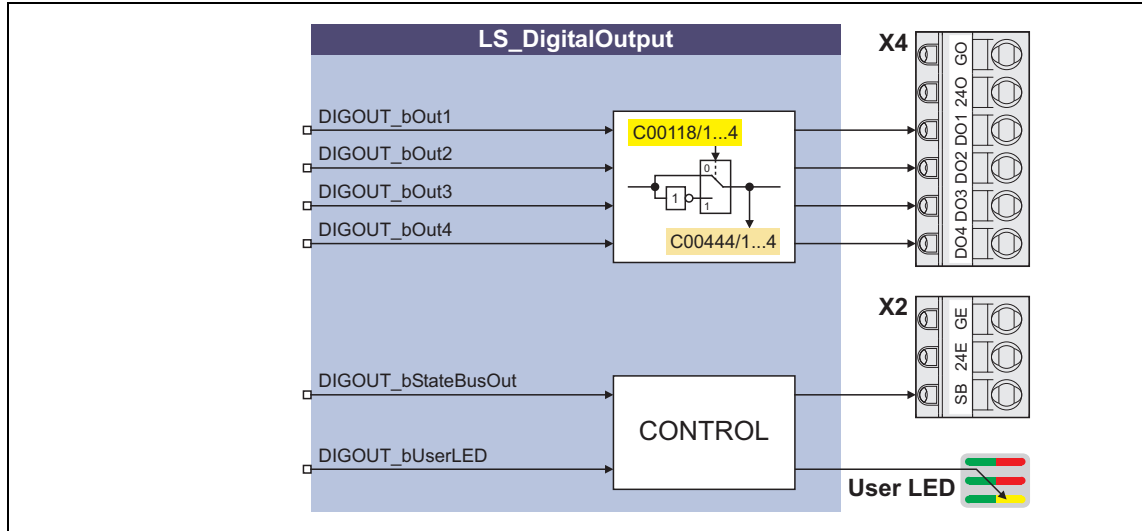 LS_DigitalOutput
X4
GO
24O
DO1
DO2
DO3
DO4
DIGOUT_bOut1
DIGOUT_bOut2
DIGOUT_bOut3
DIGOUT_bOut4
C00118/1...4
0
1
1
C00444/1...4
X2
GE
24E
SB
DIGOUT_bStateBusOut
DIGOUT_bUserLED
CONTROL
User LED